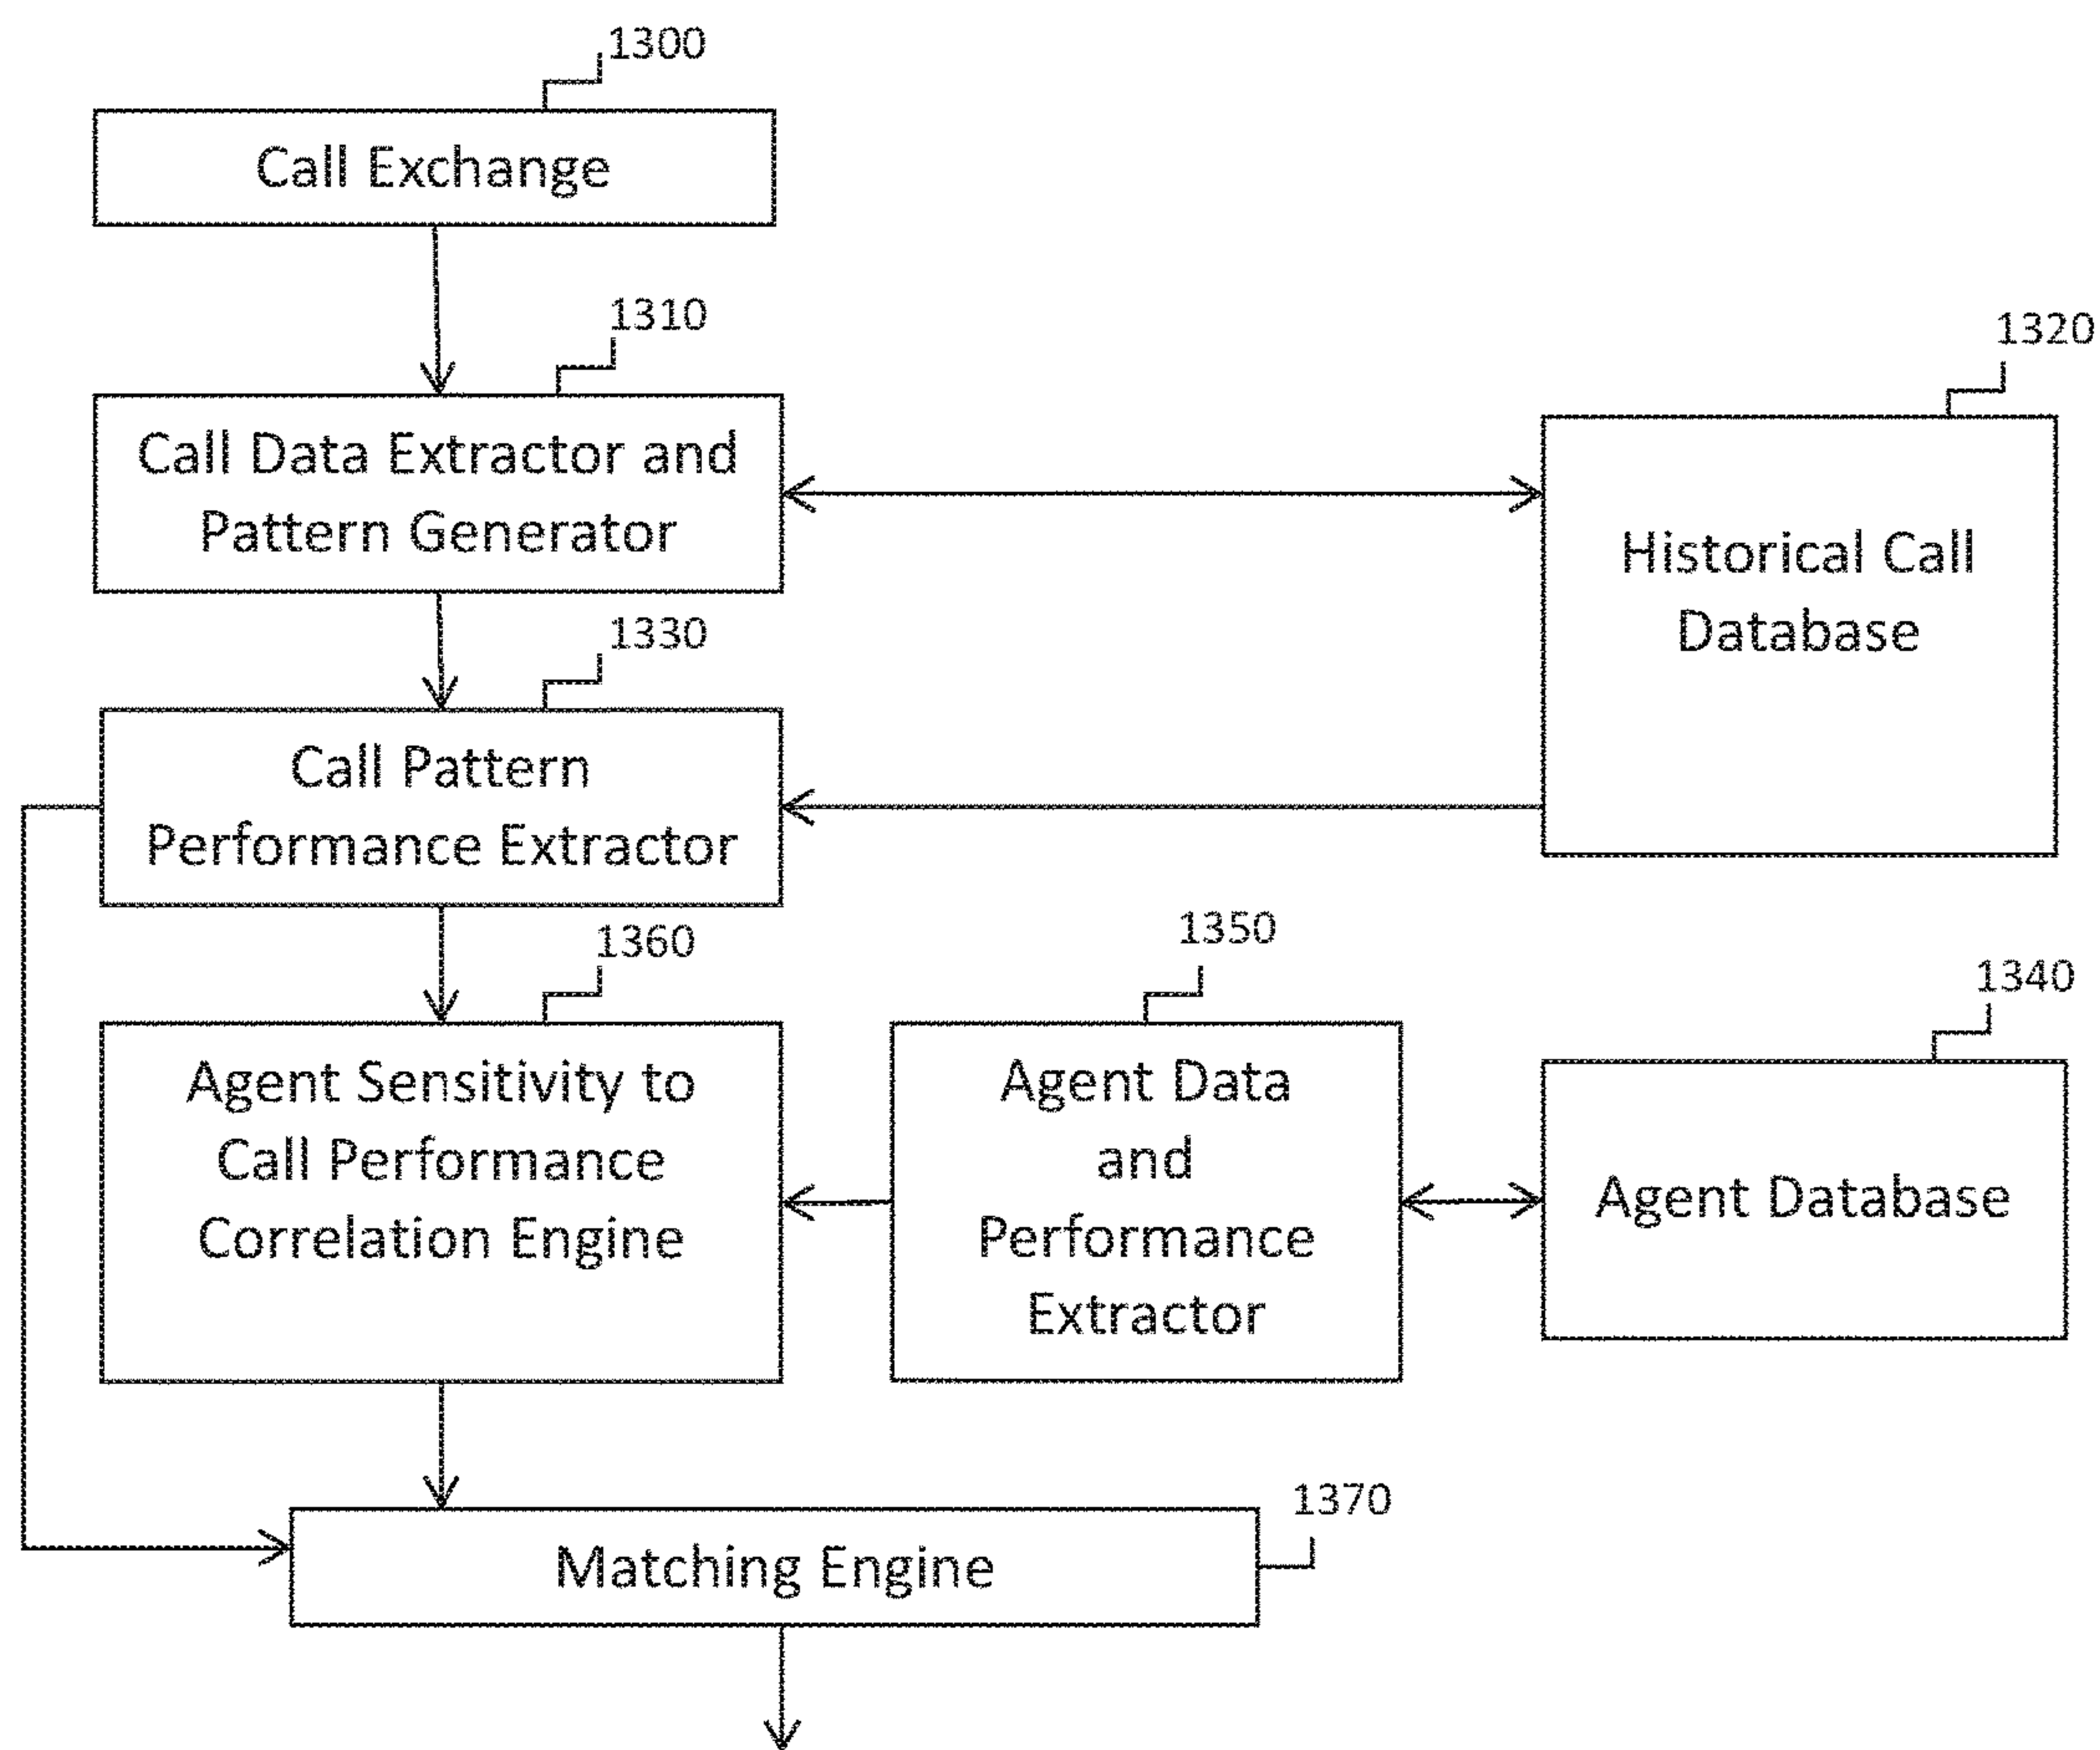 1300
Call Exchange
1310
Call Data Extractor and
Pattern Generator
1320
Historical Call
Database
1330
Call Pattern
Performance Extractor
1360
Agent Sensitivity to
Call Performance
Correlation Engine
1350
Agent Data
and
Performance
Extractor
1340
Agent Database
1370
Matching Engine